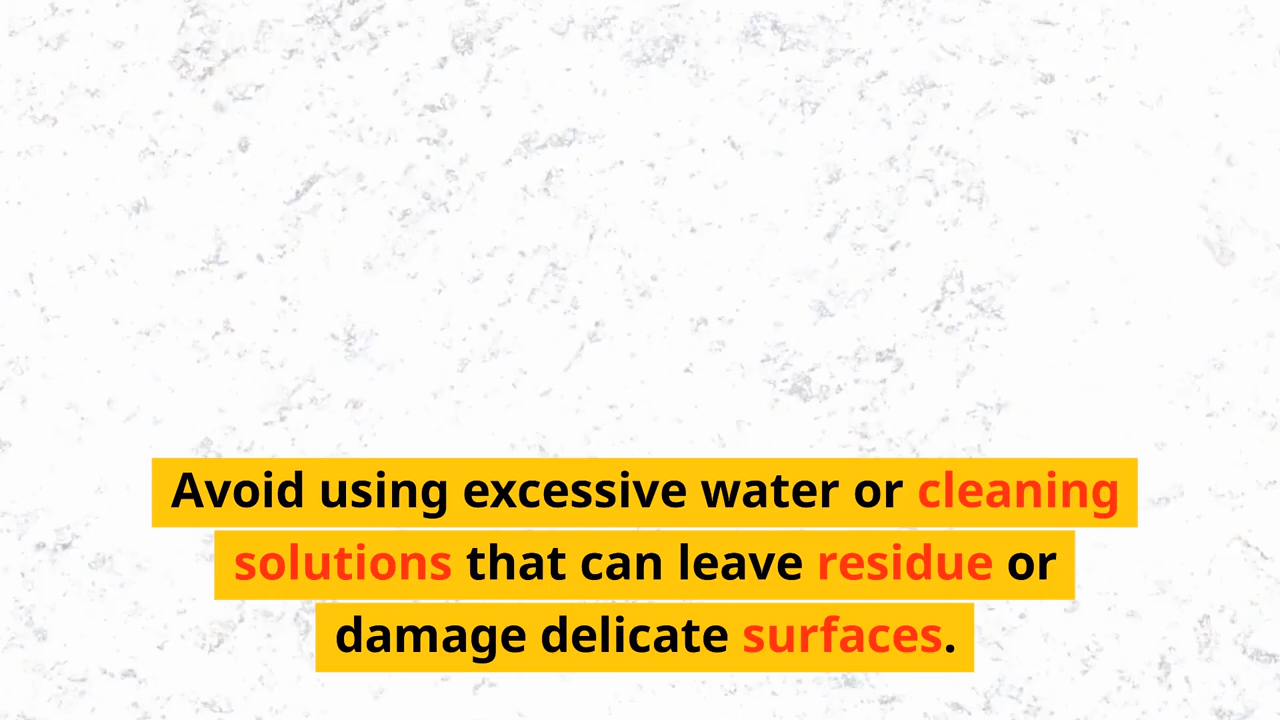 Avoid using excessive water or cleaning
solutions that can leave residue or
damage delicate surfaces.